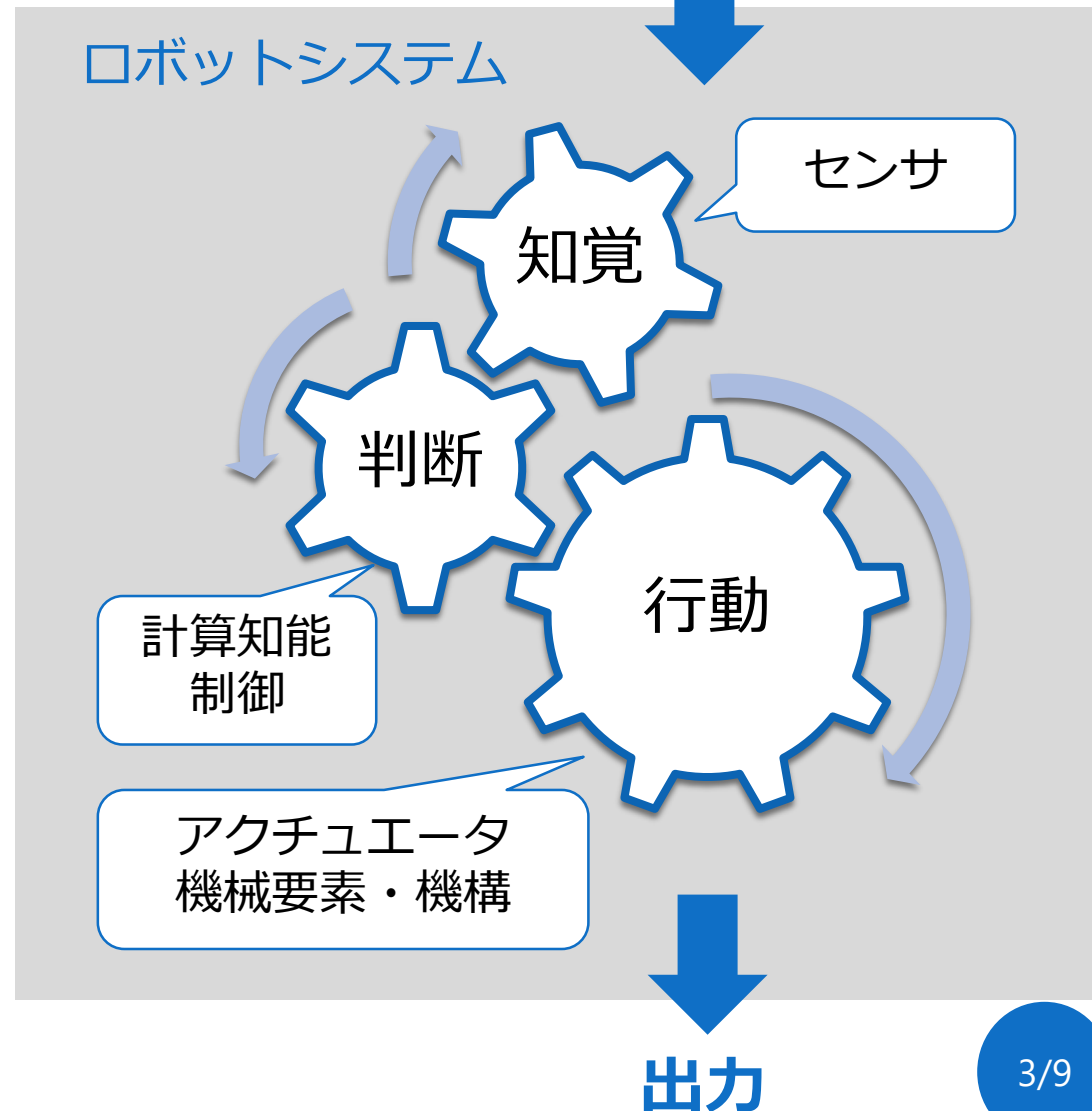 ロボットシステム
センサ
知覚
判断
行動
計算知能
制御
アクチュエータ
機械要素・機構
出力
3/9